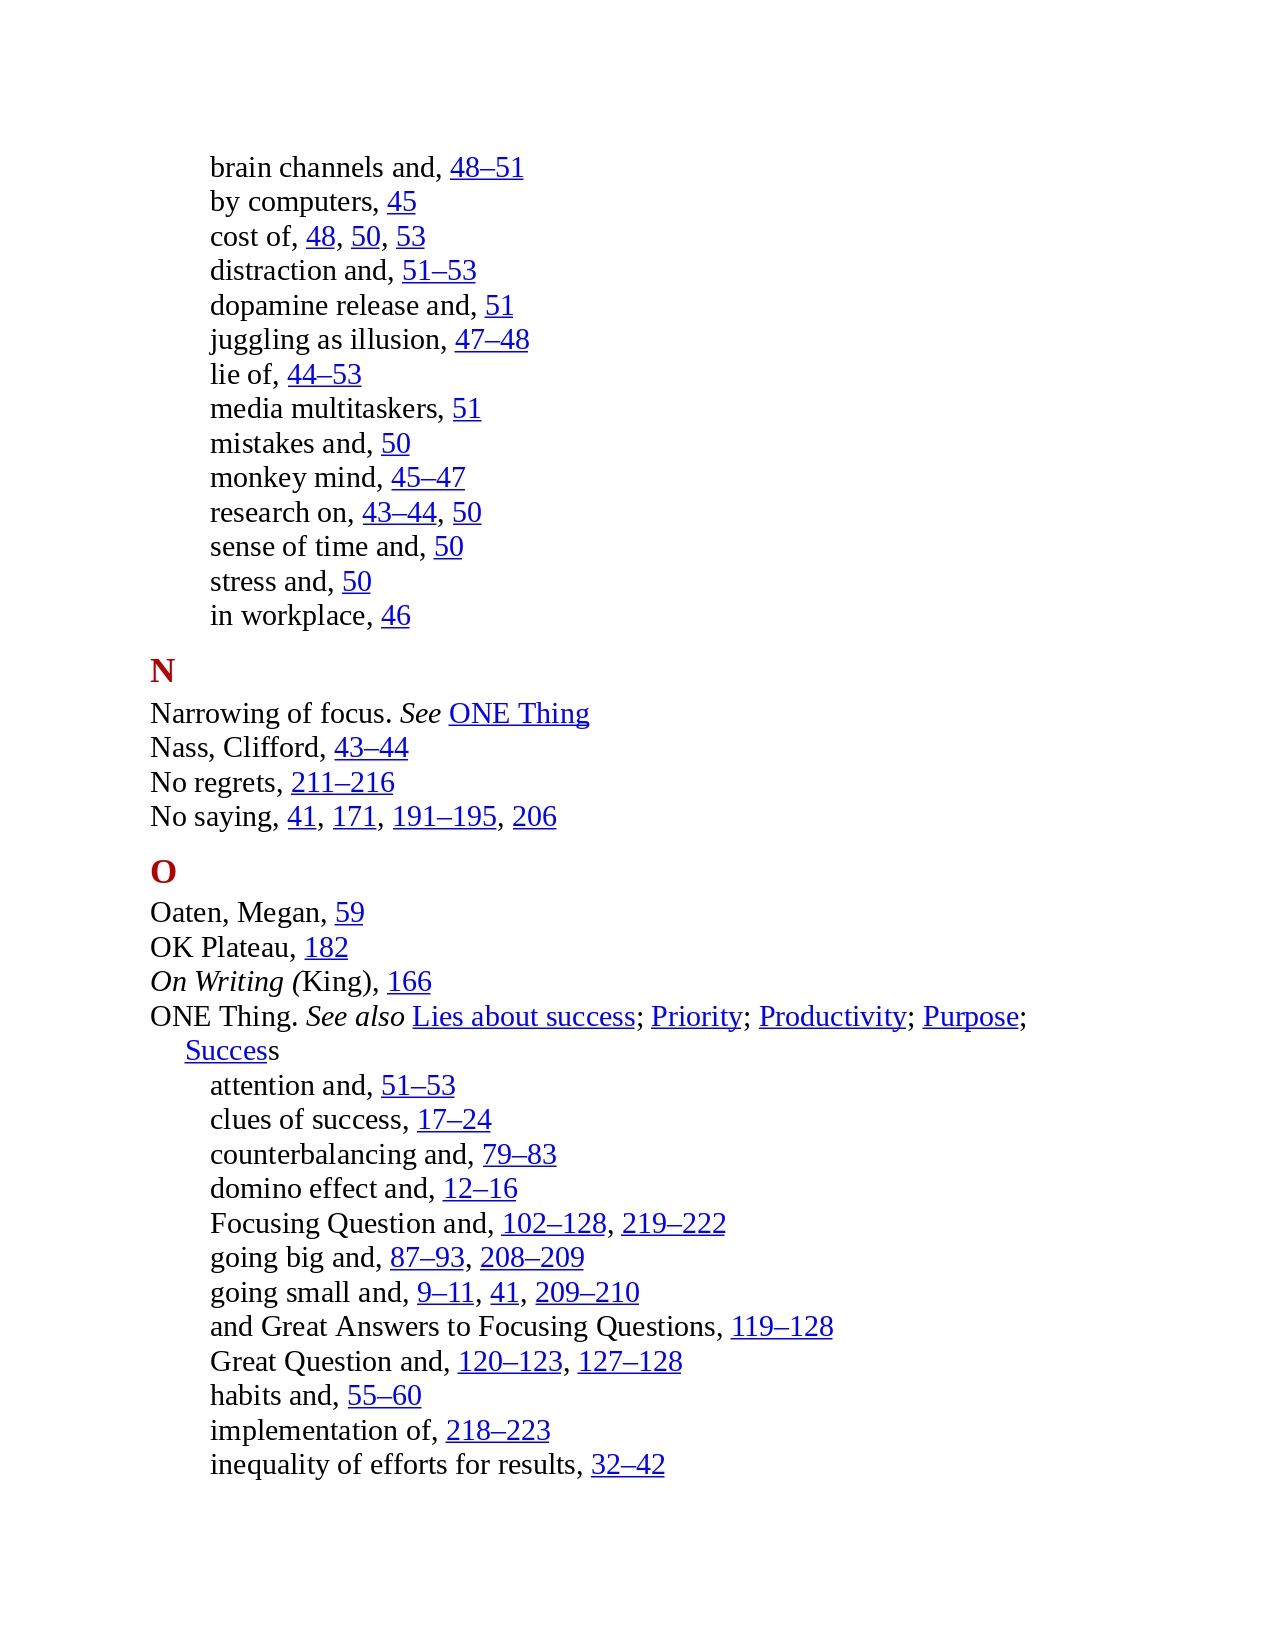 brain channels and, 48–51
by computers, 45
cost of, 48, 50, 53
distraction and, 51–53
dopamine release and, 51
juggling as illusion, 47–48
lie of, 44–53
media multitaskers, 51
mistakes and, 50
monkey mind, 45–47
research on, 43–44, 50
sense of time and, 50
stress and, 50
in workplace, 46
N
Narrowing of focus. See ONE Thing
Nass, Clifford, 43–44
No regrets, 211–216
No saying, 41, 171, 191–195, 206
O
Oaten, Megan, 59
OK Plateau, 182
On Writing (King), 166
ONE Thing. See also Lies about success; Priority; Productivity; Purpose;
Success
attention and, 51–53
clues of success, 17–24
counterbalancing and, 79–83
domino effect and, 12–16
Focusing Question and, 102–128, 219–222
going big and, 87–93, 208–209
going small and, 9–11, 41, 209–210
and Great Answers to Focusing Questions, 119–128
Great Question and, 120–123, 127–128
habits and, 55–60
implementation of, 218–223
inequality of efforts for results, 32–42